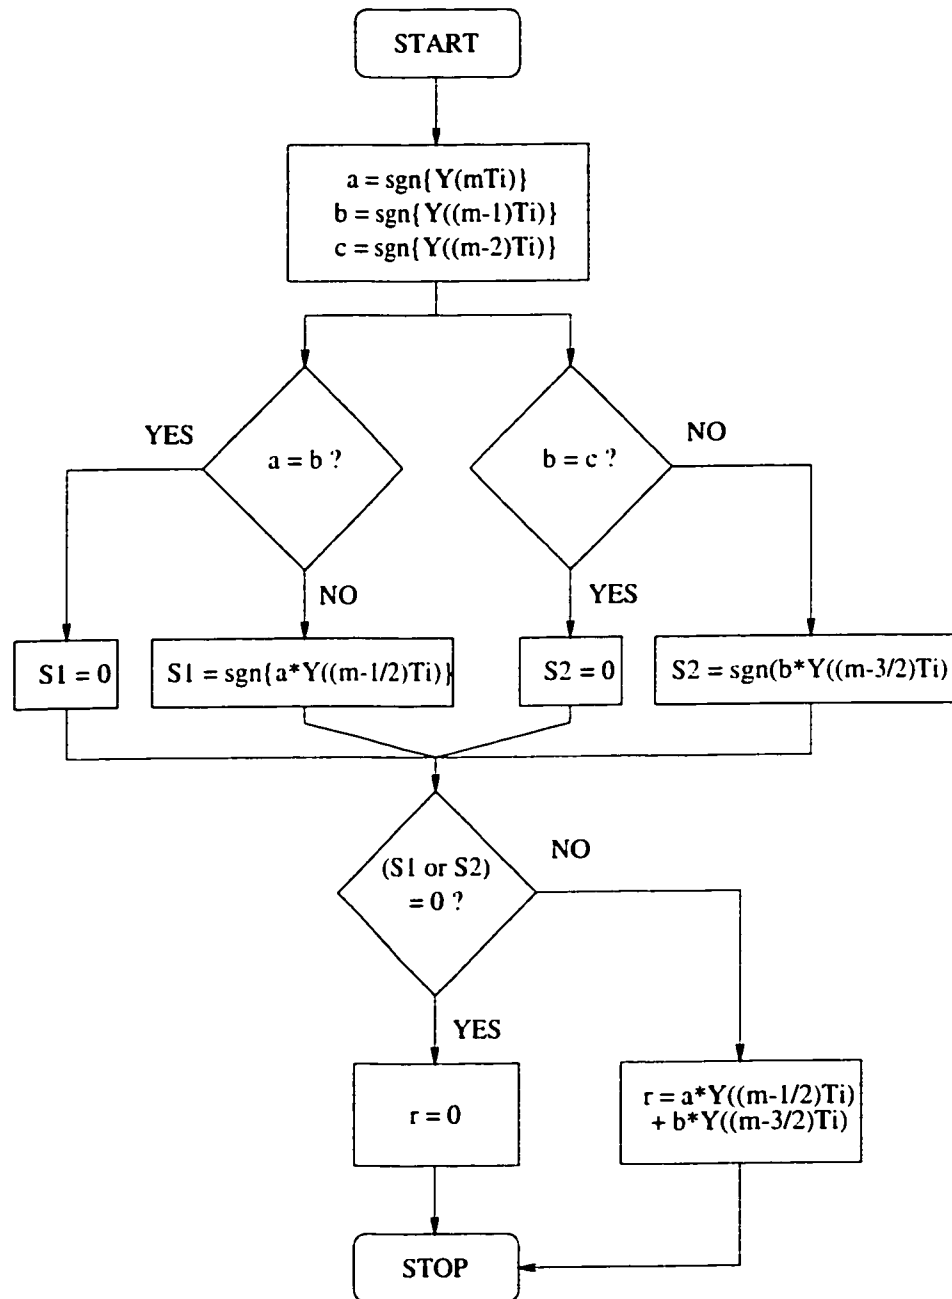 START
a = sgn{Y(mTi)}
b = sgn{Y((m-1)Ti)}
c = sgn{Y((m-2)Ti)}
YES
a = b ?
b = c ?
NO
NO
YES
S1 = 0
S1 = sgn{a*Y((m-1/2)Ti)}
S2 = 0
S2 = sgn(b*Y((m-3/2)Ti)
(S1 or S2)
= 0 ?
NO
YES
r = 0
r = a*Y((m-1/2)Ti)
+ b*Y((m-3/2)Ti)
STOP